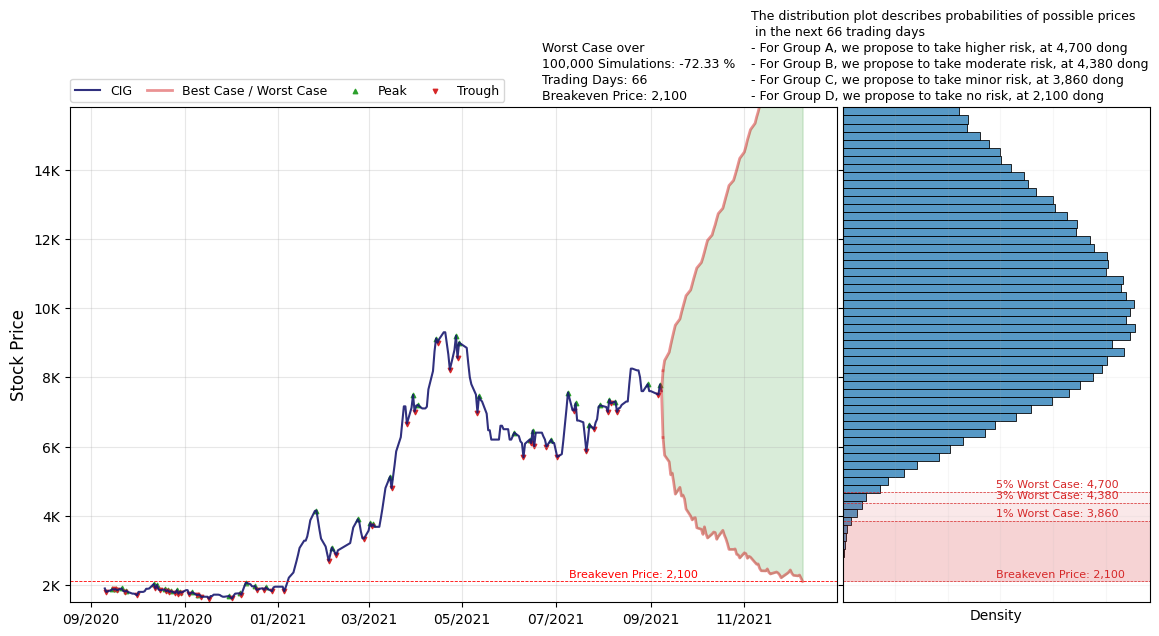 The distribution plot describes probabilities of possible prices
in the next 66 trading days
- For Group A, we propose to take higher risk, at 4,700 dong
- For Group B, we propose to take moderate risk, at 4,380 dong
- For Group C, we propose to take minor risk, at 3,860 dong
- For Group D, we propose to take no risk, at 2,100 dong
Worst Case over
100,000 Simulations: -72.33 %
Trading Days: 66
Breakeven Price: 2,100
CIG
Best Case / Worst Case
Peak
Trough
Stock Price
14K
12K
10K
8K
6K
4K
2K
Breakeven Price: 2,100
09/2020
11/2020
01/2021
03/2021
05/2021
07/2021
09/2021
11/2021
5% Worst Case: 4,700
3% Worst Case: 4,380
1% Worst Case: 3,860
Breakeven Price: 2,100
Density